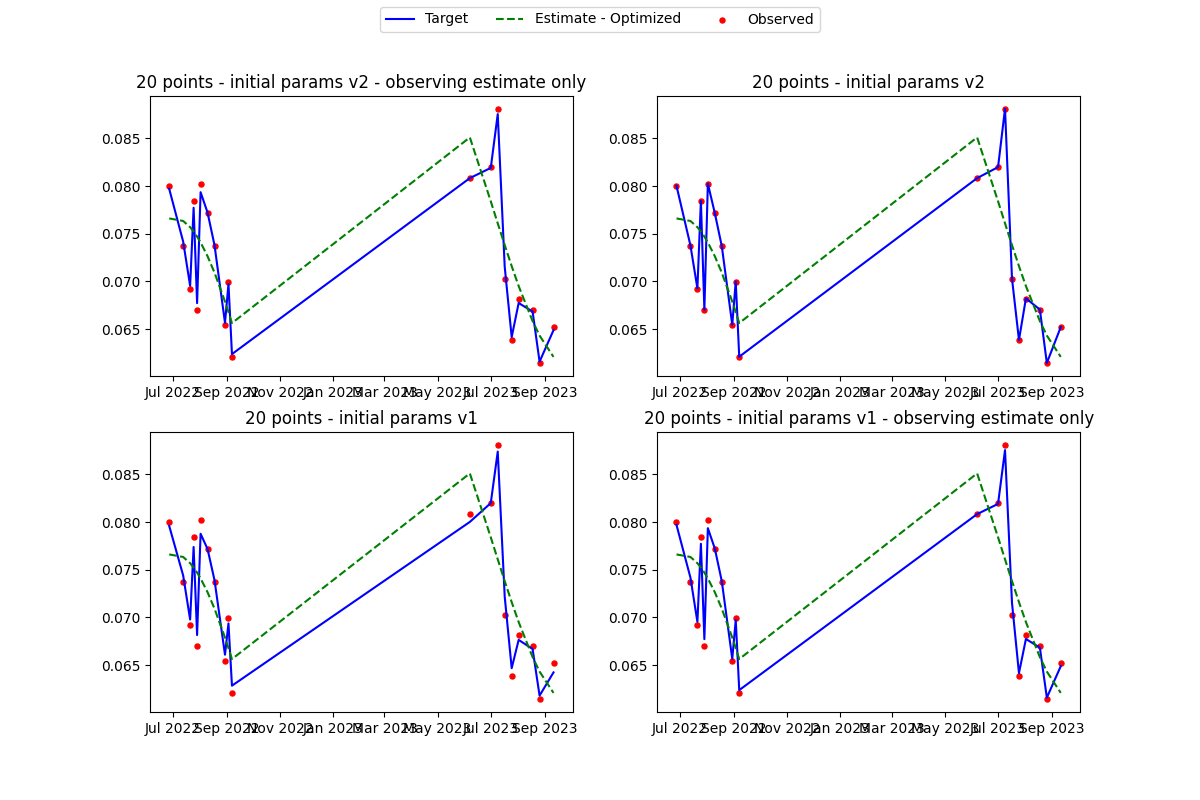 Target Estimate - Optimized Observed
20 points - initial params v2 - observing estimate only
0.085
0.080
0.075
0.070
0.065
Jul 2022 Sep 2022 Nov 2022 Jan 2023 Mar 2023 May 2023 Jul 2023 Sep 2023
20 points - initial params v2
0.085
0.080
0.075
0.070
0.065
Jul 2022 Sep 2022 Nov 2022 Jan 2023 Mar 2023 May 2023 Jul 2023 Sep 2023
20 points - initial params v1
0.085
0.080
0.075
0.070
0.065
Jul 2022 Sep 2022 Nov 2022 Jan 2023 Mar 2023 May 2023 Jul 2023 Sep 2023
20 points - initial params v1 - observing estimate only
0.085
0.080
0.075
0.070
0.065
Jul 2022 Sep 2022 Nov 2022 Jan 2023 Mar 2023 May 2023 Jul 2023 Sep 2023